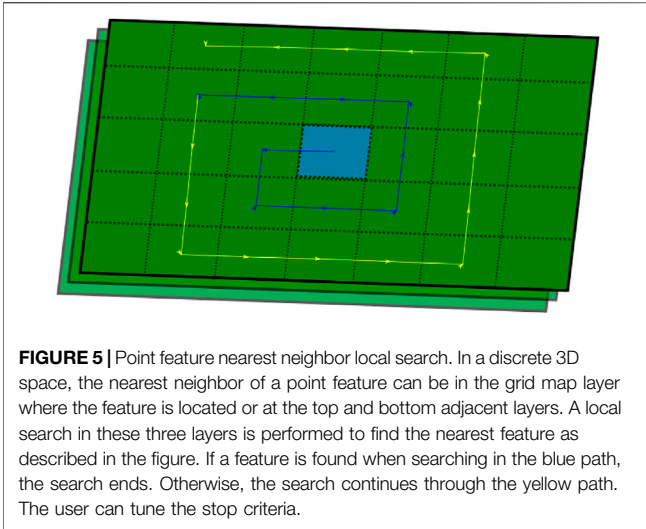 FIGURE 5 | Point feature nearest neighbor local search. In a discrete 3D
space, the nearest neighbor of a point feature can be in the grid map layer
where the feature is located or at the top and bottom adjacent layers. A local
search in these three layers is performed to find the nearest feature as
described in the figure. If a feature is found when searching in the blue path,
the search ends. Otherwise, the search continues through the yellow path.
The user can tune the stop criteria.